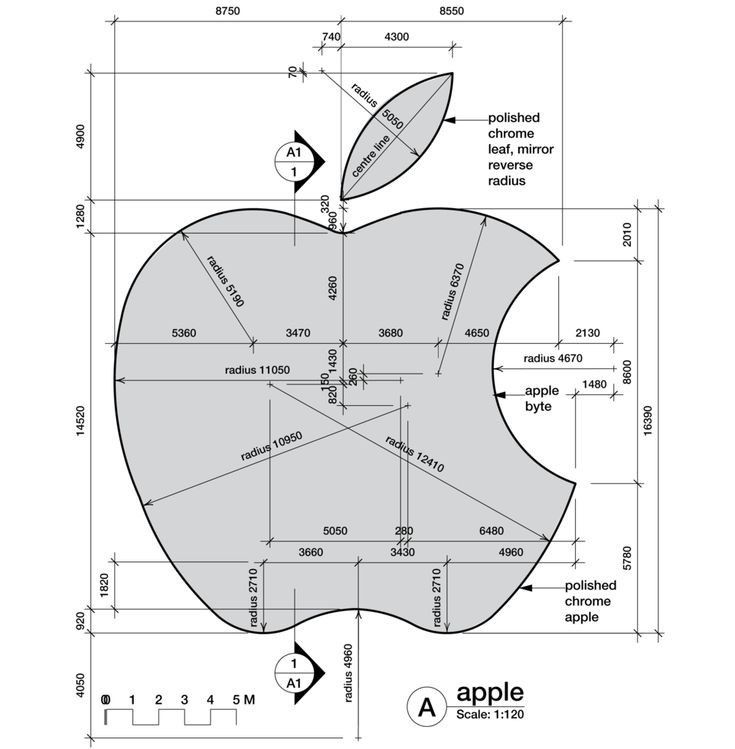 8750
8550
740
4300
70
radius 5050
4900
centre line
polished
chrome
leaf, mirror
reverse
radius
A1
1
1280
320
960
2010
radius 5190
4260
radius 6370
5360
3470
3680
4650
2130
radius 11050
1430
260
150
820
radius 4670
8600
1480
apple
byte
14520
16390
radius 10950
radius 12410
5050
280
6480
3660
3430
4960
1820
radius 2710
radius 2710
5780
polished
chrome
apple
920
4050
1
A1
radius 4960
0 1 2 3 4 5 M
A
apple
Scale: 1:120